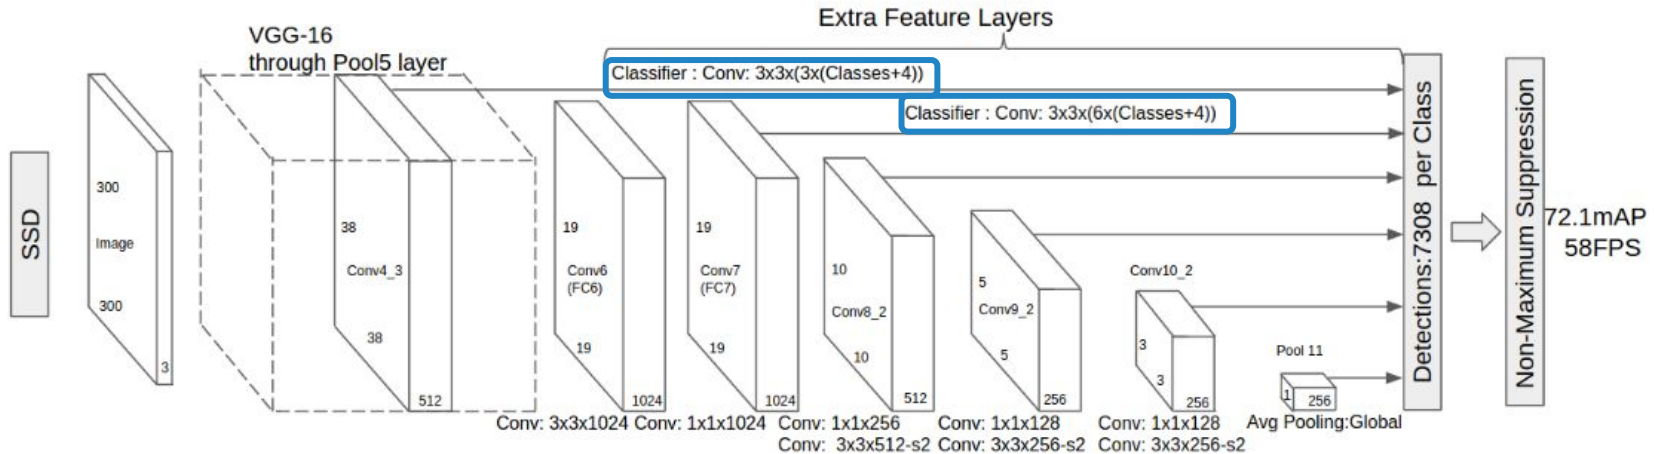 Extra Feature Layers
VGG-16
through Pool5 layer
Classifier : Conv: 3x3x(3x(Classes+4))
Classifier : Conv: 3x3x(6x(Classes+4))
SSD
300
Image
300
3
38
Conv4_3
38
512
19
Conv6
(FC6)
19
1024
19
Conv7
(FC7)
19
1024
10
Conv8_2
10
512
5
Conv9_2
5
256
Conv10_2
3
3
256
Pool 11
1
256
Detections:7308 per Class
Non-Maximum Suppression
72.1mAP
58FPS
Conv: 3x3x1024
Conv: 1x1x1024
Conv: 1x1x256
Conv: 3x3x512-s2
Conv: 1x1x128
Conv: 3x3x256-s2
Conv: 1x1x128
Conv: 3x3x256-s2
Avg Pooling:Global